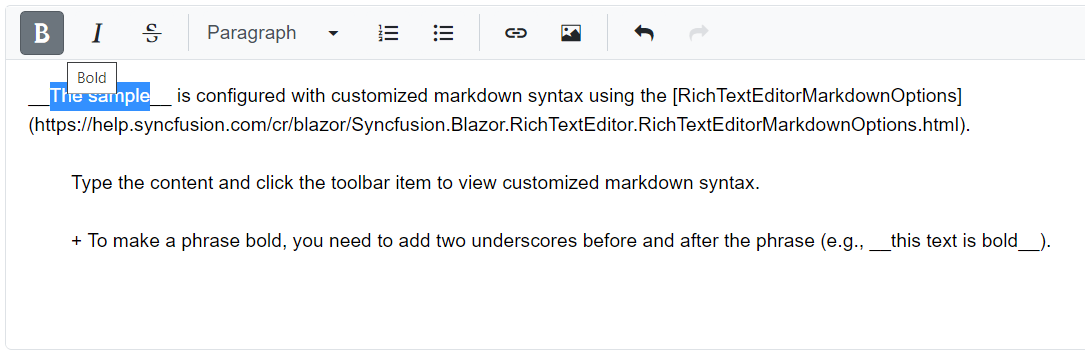 B I S Paragraph
Bold
__The sample__ is configured with customized markdown syntax using the [RichTextEditorMarkdownOptions]
(https://help.syncfusion.com/cr/blazor/Syncfusion.Blazor.RichTextEditor.RichTextEditorMarkdownOptions.html).
Type the content and click the toolbar item to view customized markdown syntax.
+ To make a phrase bold, you need to add two underscores before and after the phrase (e.g., __this text is bold__).